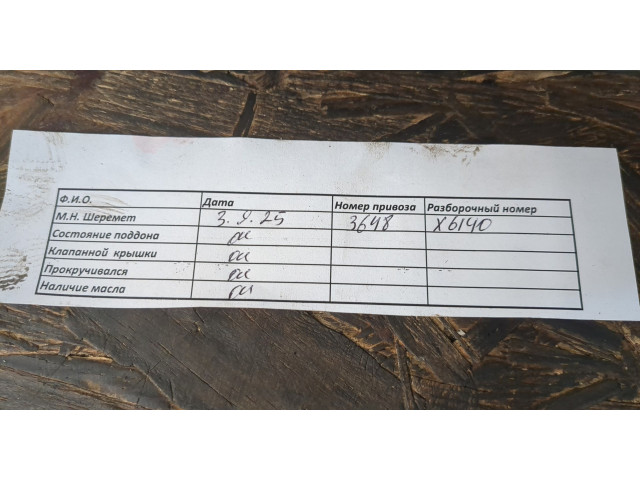 Ф.И.О. Дата Номер привоза Разборочный номер
М.Н. Шеремет 3. 9. 25 3648 X6140
Состояние поддона
Клапанной крышки
Прокручивался
Наличие масла